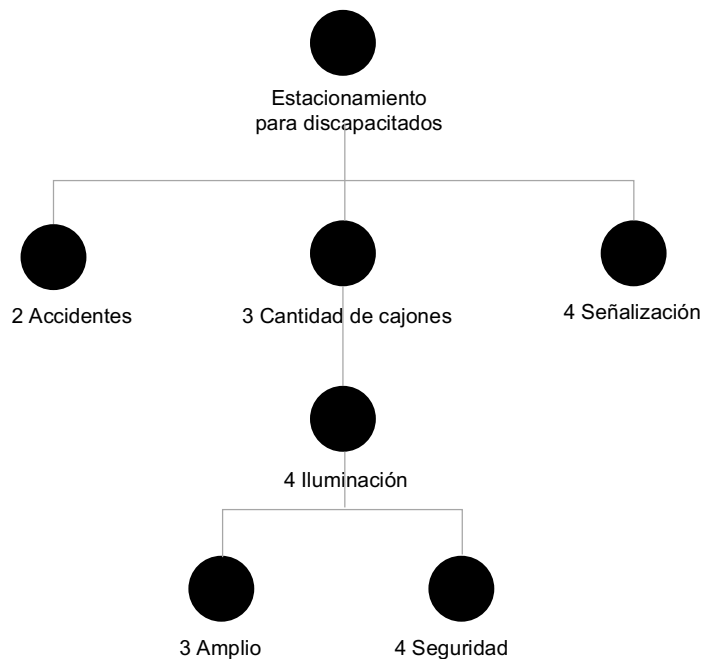 Estacionamiento
para discapacitados
2 Accidentes
3 Cantidad de cajones
4 Señalización
4 Iluminación
3 Amplio
4 Seguridad